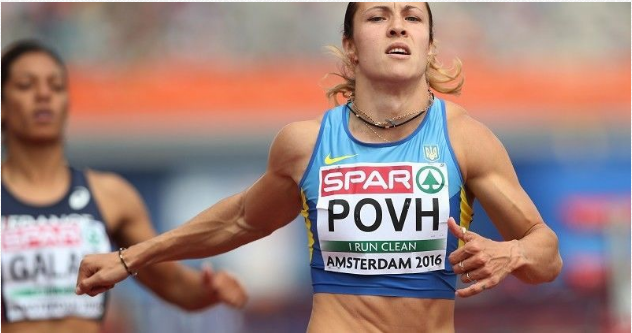 SPAR
POVH
I RUN CLEAN
AMSTERDAM 2016
FRANCE
SPAR
GALA